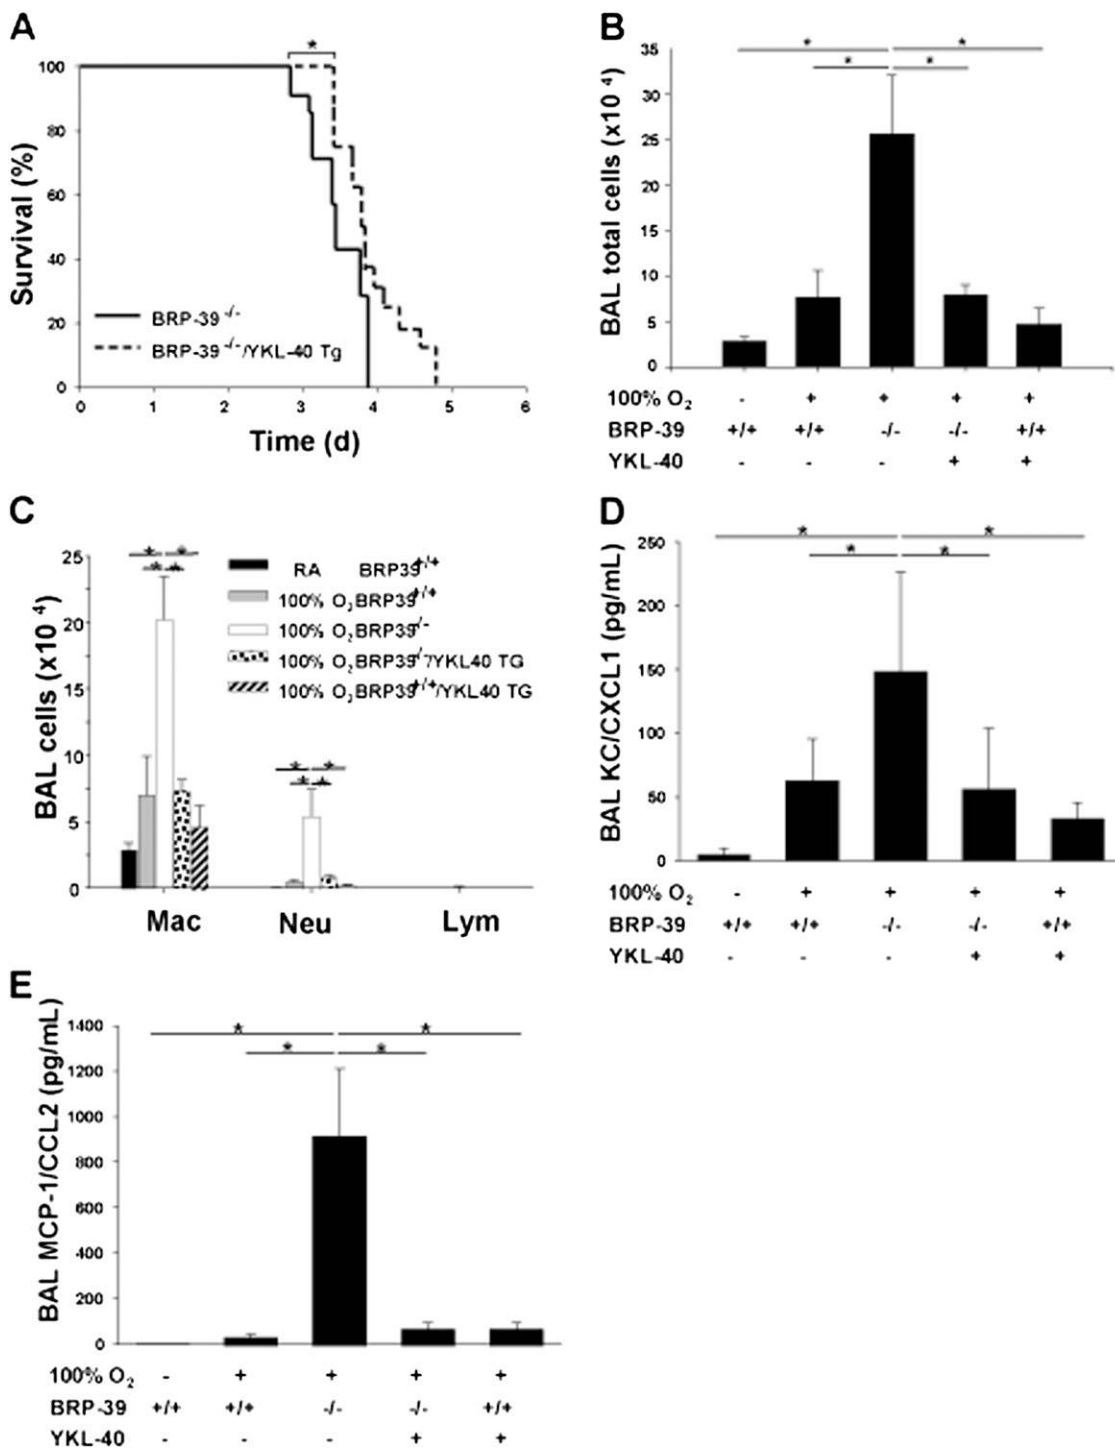 A
*
Survival (%)
100
80
60
40
20
0
BRP-39 -/-
BRP-39 -/-/YKL-40 Tg
0 1 2 3 4 5 6
Time (d)
B
* *
* *
BAL total cells (x10 4)
35
30
25
20
15
10
5
0
100% O2 - + + + +
BRP-39 +/+ +/+ -/- -/- +/+
YKL-40 - - - + +
C
* *
* *
BAL cells (x10 4)
25
20
15
10
5
0
RA BRP39+/+
100% O2 BRP39+/+
100% O2 BRP39-/-
100% O2 BRP39-/-/YKL40 TG
100% O2 BRP39+/+/YKL40 TG
* *
* *
Mac Neu Lym
D
* *
* *
BAL KC/CXCL1 (pg/mL)
250
200
150
100
50
0
100% O2 - + + + +
BRP-39 +/+ +/+ -/- -/- +/+
YKL-40 - - - + +
E
* *
* *
BAL MCP-1/CCL2 (pg/mL)
1400
1200
1000
800
600
400
200
0
100% O2 - + + + +
BRP-39 +/+ +/+ -/- -/- +/+
YKL-40 - - - + +